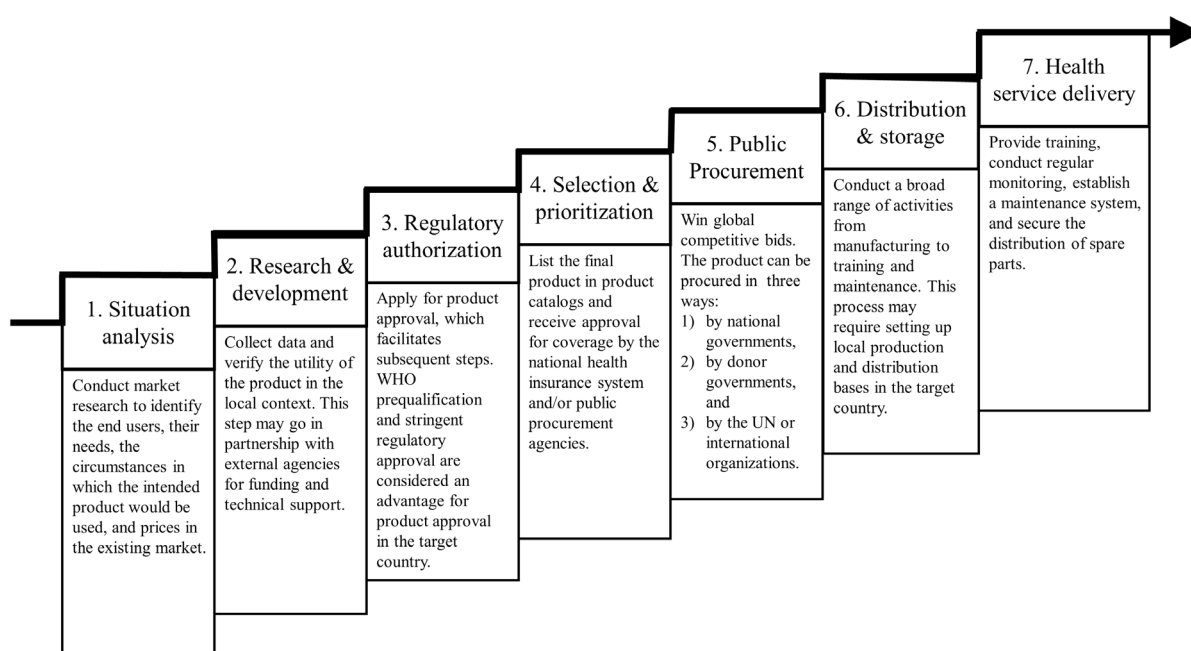 1. Situation
analysis
Conduct market
research to identify
the end users, their
needs, the
circumstances in
which the intended
product would be
used, and prices in
the existing market.
2. Research &
development
Collect data and
verify the utility of
the product in the
local context. This
step may go in
partnership with
external agencies
for funding and
technical support.
3. Regulatory
authorization
Apply for product
approval, which
facilitates
subsequent steps.
WHO
prequalification
and stringent
regulatory
approval are
considered an
advantage for
product approval
in the target
country.
4. Selection &
prioritization
List the final
product in product
catalogs and
receive approval
for coverage by the
national health
insurance system
and/or public
procurement
agencies.
5. Public
Procurement
Win global
competitive bids.
The product can be
procured in three
ways:
1) by national
governments,
2) by donor
governments,
and
3) by the UN or
international
organizations.
6. Distribution
& storage
Conduct a broad
range of activities
from
manufacturing to
training and
maintenance. This
process may
require setting up
local production
and distribution
bases in the target
country.
7. Health
service delivery
Provide training,
conduct regular
monitoring, establish
a maintenance system,
and secure the
distribution of spare
parts.